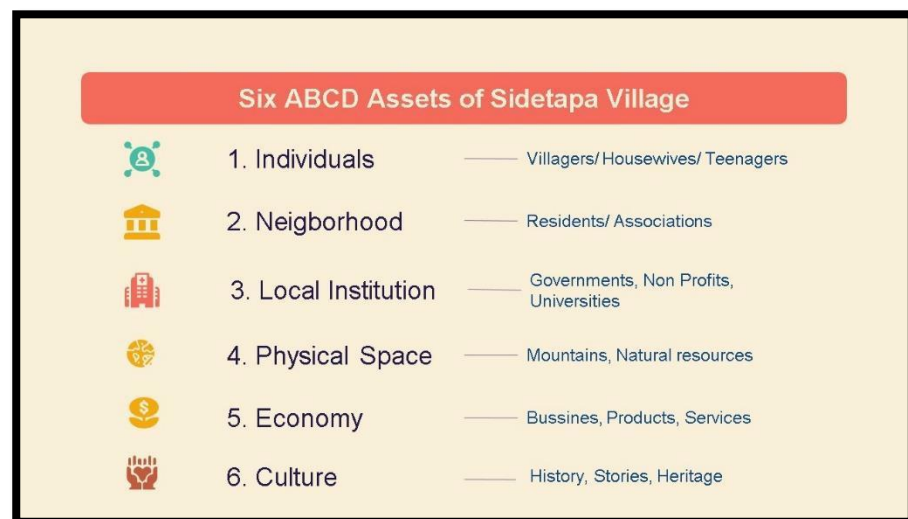 Six ABCD Assets of Sidetapa Village
1. Individuals
Villagers/ Housewives/ Teenagers
2. Neigborhood
Residents/ Associations
3. Local Institution
Governments, Non Profits,
Universities
4. Physical Space
Mountains, Natural resources
5. Economy
Bussines, Products, Services
6. Culture
History, Stories, Heritage